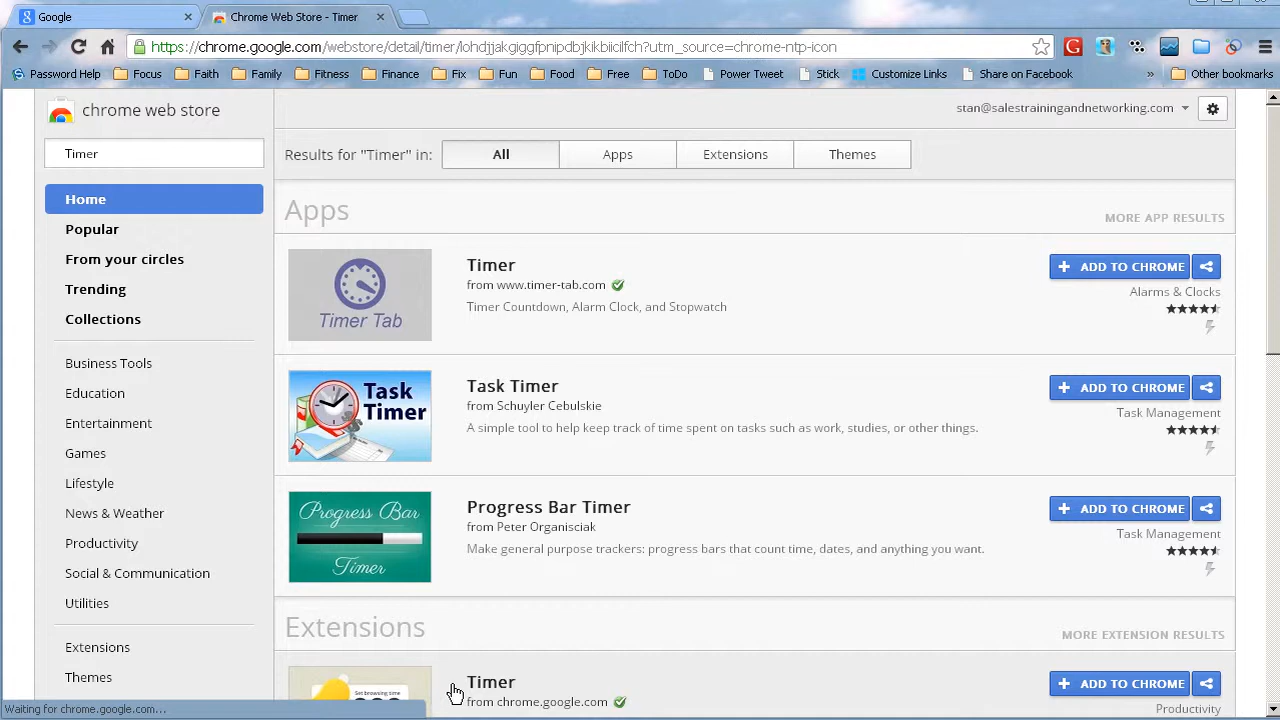 Google
Chrome Web Store - Timer
https://chrome.google.com/webstore/detail/timer/
Password Help Focus Faith Family Fitness Finance Fix Fun Food Free ToDo Power Tweet Stick Customize Links Share on Facebook » Other bookmarks
chrome web store
stan@salestrainingandnetworking.com
Timer
Results for "Timer" in: All Apps Extensions Themes
Home
Popular
From your circles
Trending
Collections
Business Tools
Education
Entertainment
Games
Lifestyle
News & Weather
Productivity
Social & Communication
Utilities
Extensions
Themes
Apps
MORE APP RESULTS
Timer Tab
Timer
from www.timer-tab.com
Timer Countdown, Alarm Clock, and Stopwatch
+ ADD TO CHROME
Alarms & Clocks
Task
Timer
Task Timer
from Schuyler Cebulskie
A simple tool to help keep track of time spent on tasks such as work, studies, or other things.
+ ADD TO CHROME
Task Management
Progress Bar
Timer
Progress Bar Timer
from Peter Organisciak
Make general purpose trackers: progress bars that count time, dates, and anything you want.
+ ADD TO CHROME
Task Management
Extensions
MORE EXTENSION RESULTS
Set browsing time
Timer
from chrome.google.com
+ ADD TO CHROME
Productivity
Waiting for chrome.google.com...